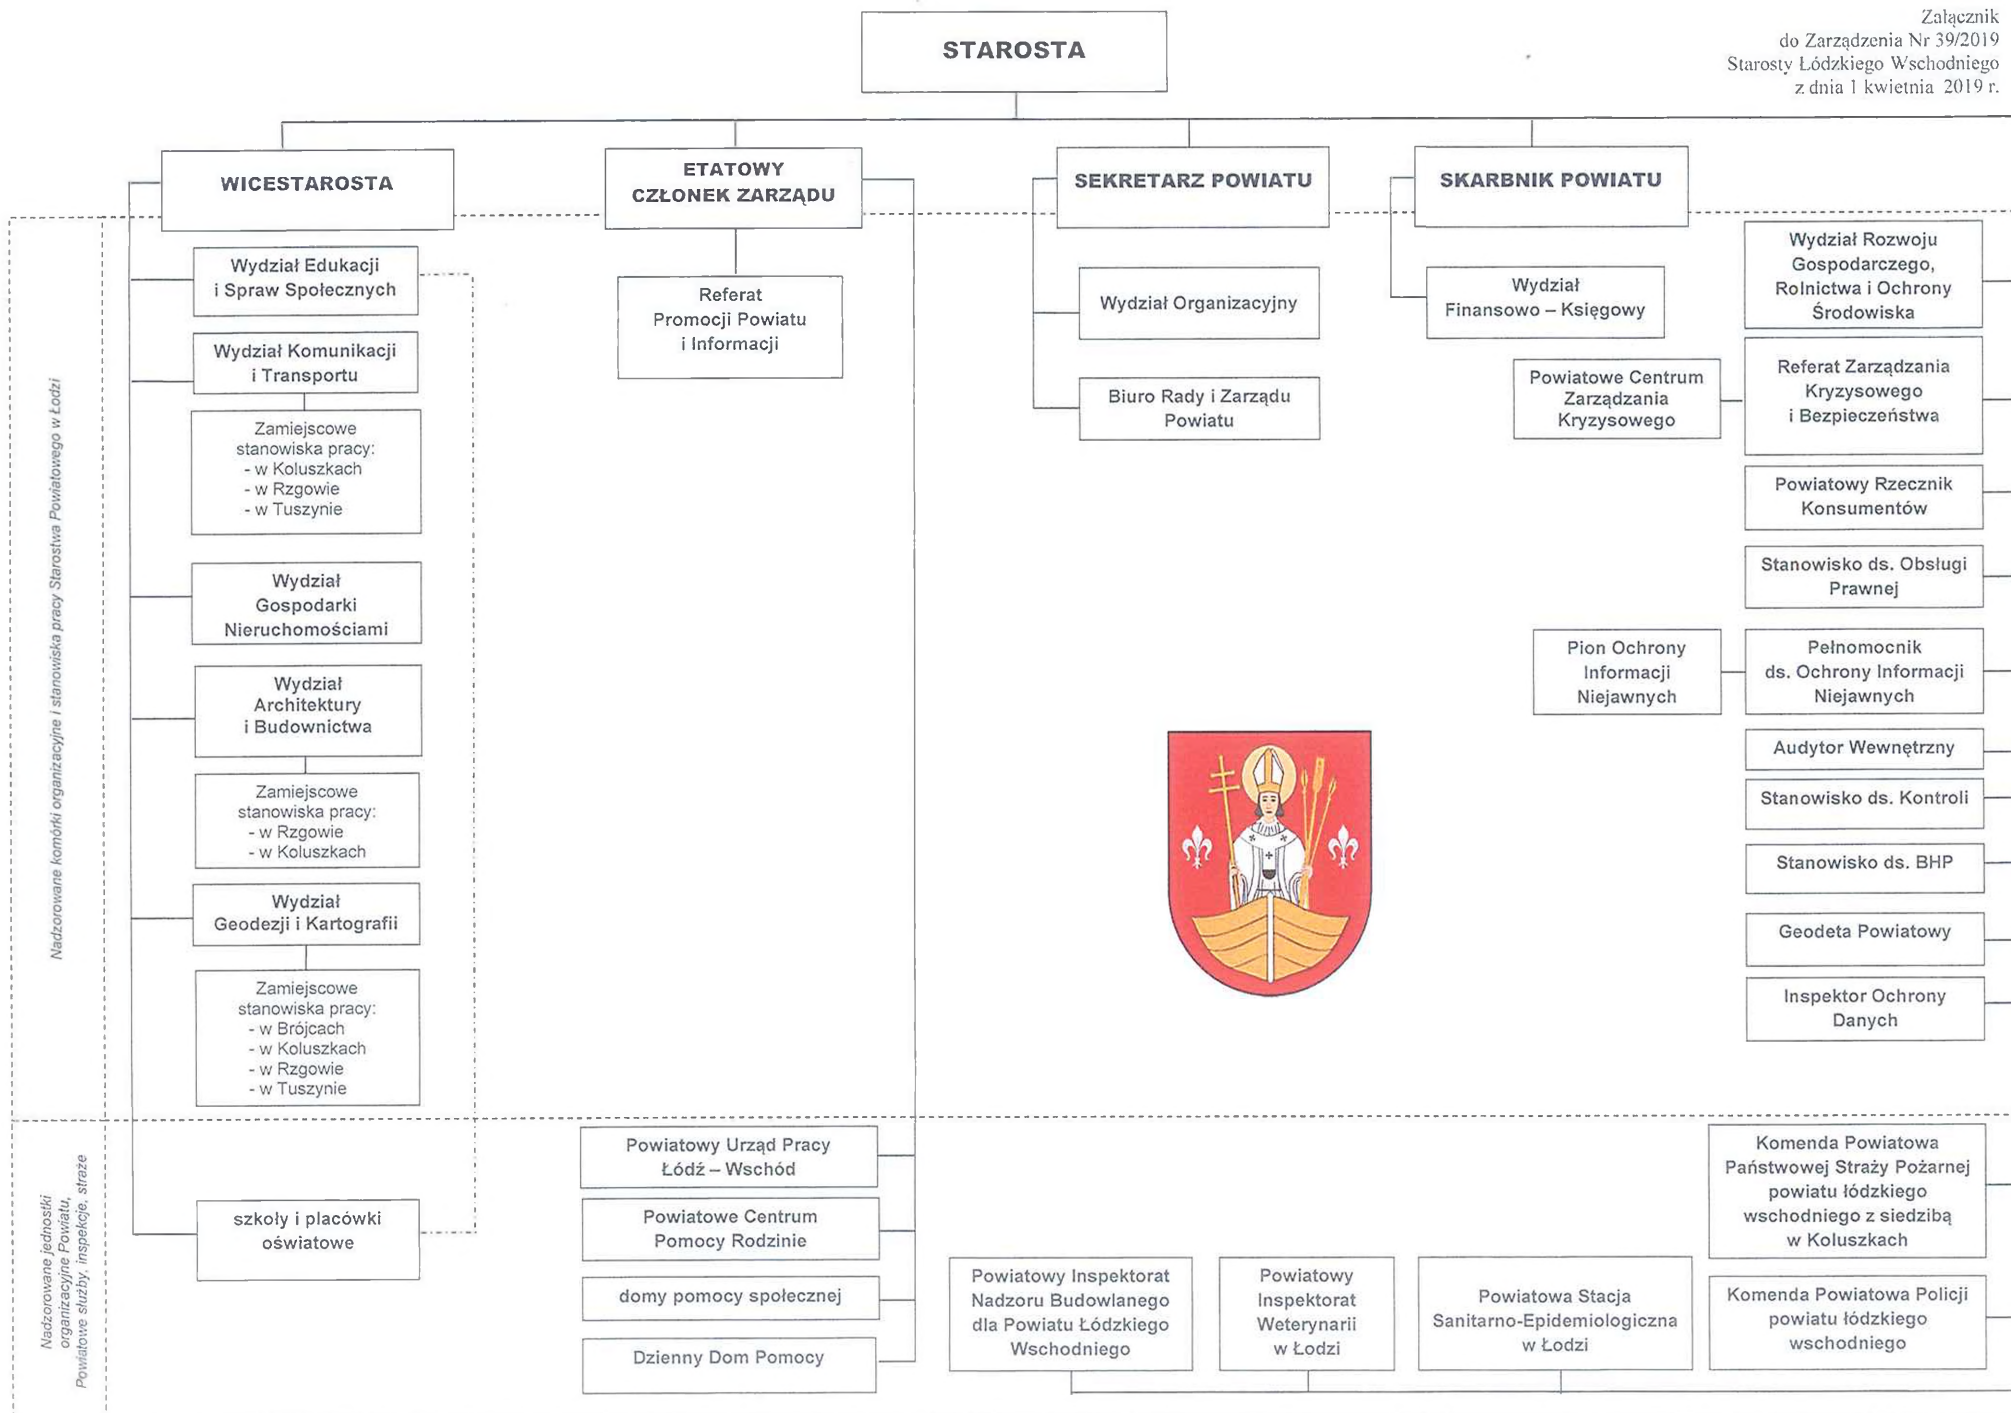 Załącznik
do Zarządzenia Nr 39/2019
Starosty Łódzkiego Wschodniego
z dnia 1 kwietnia 2019 r.
STAROSTA
WICESTAROSTA
ETATOWY
CZŁONEK ZARZĄDU
SEKRETARZ POWIATU
SKARBNIK POWIATU
Nadzorowane komórki organizacyjne i stanowiska pracy Starostwa Powiatowego w Łodzi
Wydział Edukacji
i Spraw Społecznych
Wydział Komunikacji
i Transportu
Zamiejscowe
stanowiska pracy:
- w Koluszkach
- w Rzgowie
- w Tuszynie
Wydział
Gospodarki
Nieruchomościami
Wydział
Architektury
i Budownictwa
Zamiejscowe
stanowiska pracy:
- w Rzgowie
- w Koluszkach
Wydział
Geodezji i Kartografii
Zamiejscowe
stanowiska pracy:
- w Brójcach
- w Koluszkach
- w Rzgowie
- w Tuszynie
Referat
Promocji Powiatu
i Informacji
Wydział Organizacyjny
Biuro Rady i Zarządu
Powiatu
Wydział
Finansowo – Księgowy
Wydział Rozwoju
Gospodarczego,
Rolnictwa i Ochrony
Środowiska
Powiatowe Centrum
Zarządzania
Kryzysowego
Referat Zarządzania
Kryzysowego
i Bezpieczeństwa
Powiatowy Rzecznik
Konsumentów
Stanowisko ds. Obsługi
Prawnej
Pion Ochrony
Informacji
Niejawnych
Pełnomocnik
ds. Ochrony Informacji
Niejawnych
Audytor Wewnętrzny
Stanowisko ds. Kontroli
Stanowisko ds. BHP
Geodeta Powiatowy
Inspektor Ochrony
Danych
Nadzorowane jednostki
organizacyjne Powiatu,
Powiatowe służby, inspekcje, straże
szkoły i placówki
oświatowe
Powiatowy Urząd Pracy
Łódź – Wschód
Powiatowe Centrum
Pomocy Rodzinie
domy pomocy społecznej
Dzienny Dom Pomocy
Powiatowy Inspektorat
Nadzoru Budowlanego
dla Powiatu Łódzkiego
Wschodniego
Powiatowy
Inspektorat
Weterynarii
w Łodzi
Powiatowa Stacja
Sanitarno-Epidemiologiczna
w Łodzi
Komenda Powiatowa
Państwowej Straży Pożarnej
powiatu łódzkiego
wschodniego z siedzibą
w Koluszkach
Komenda Powiatowa Policji
powiatu łódzkiego
wschodniego